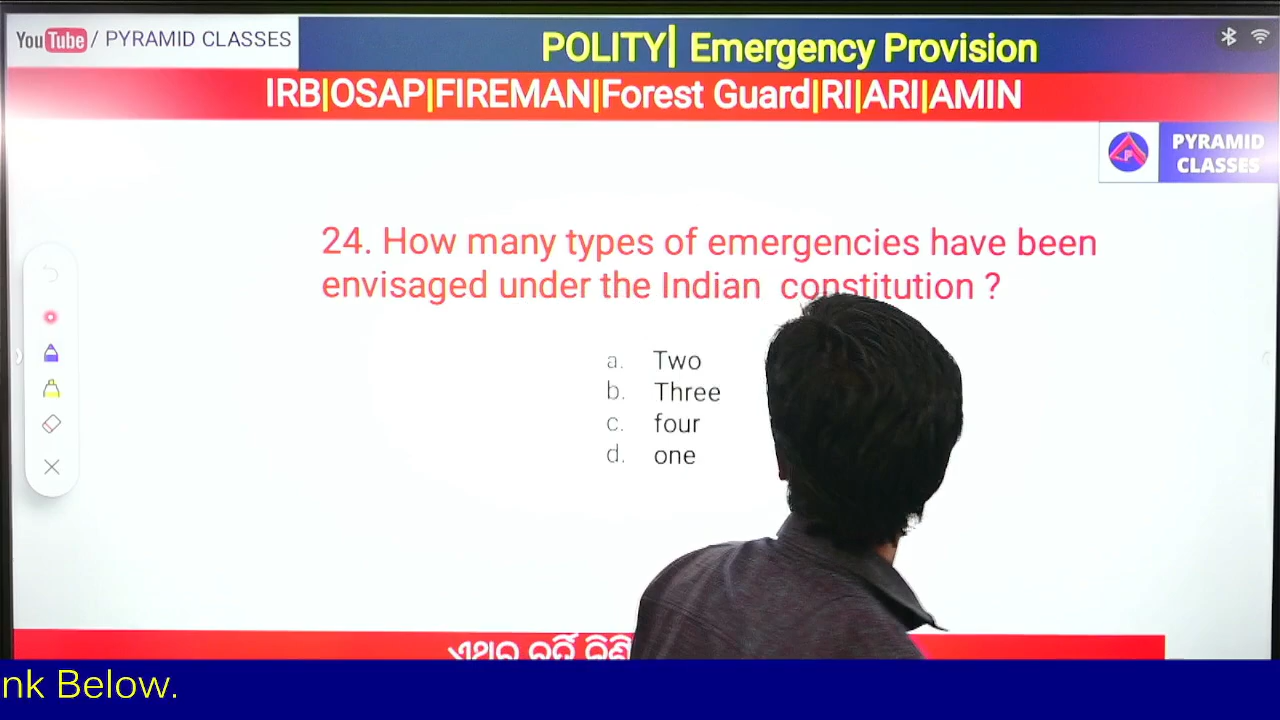 YouTube / PYRAMID CLASSES
POLITY| Emergency Provision
IRB|OSAP|FIREMAN|Forest Guard|RI|ARI|AMIN
PYRAMID
CLASSES
24. How many types of emergencies have been
envisaged under the Indian constitution ?
a. Two
b. Three
c. four
d. one
nk Below.